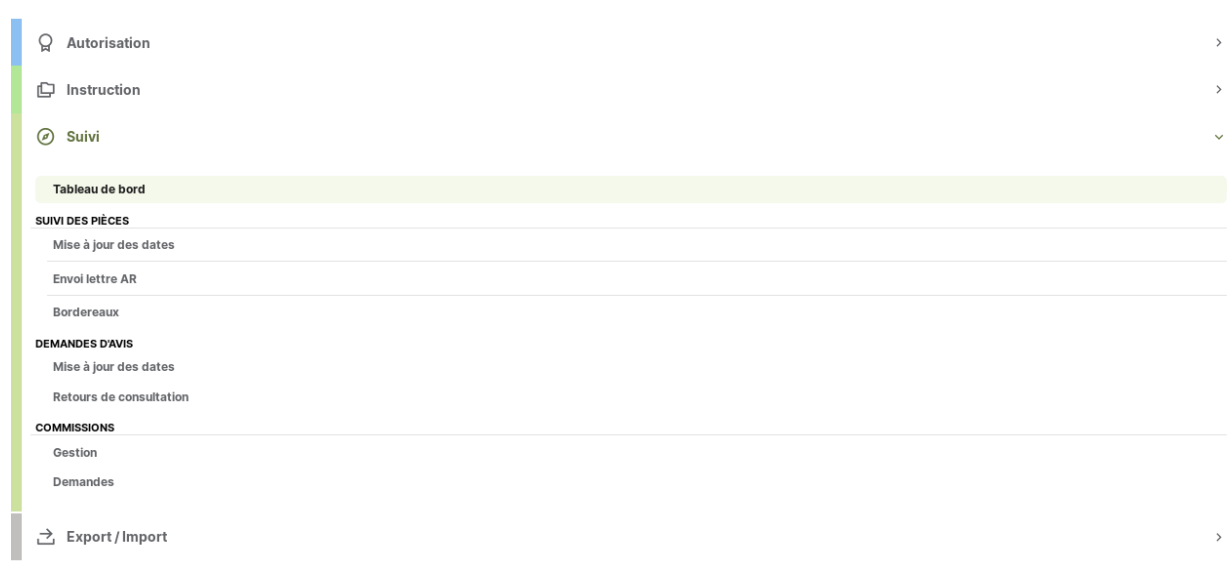 Autorisation
Instruction
Suivi
Tableau de bord
SUIVI DES PIÈCES
Mise à jour des dates
Envoi lettre AR
Bordereaux
DEMANDES D'AVIS
Mise à jour des dates
Retours de consultation
COMMISSIONS
Gestion
Demandes
Export / Import